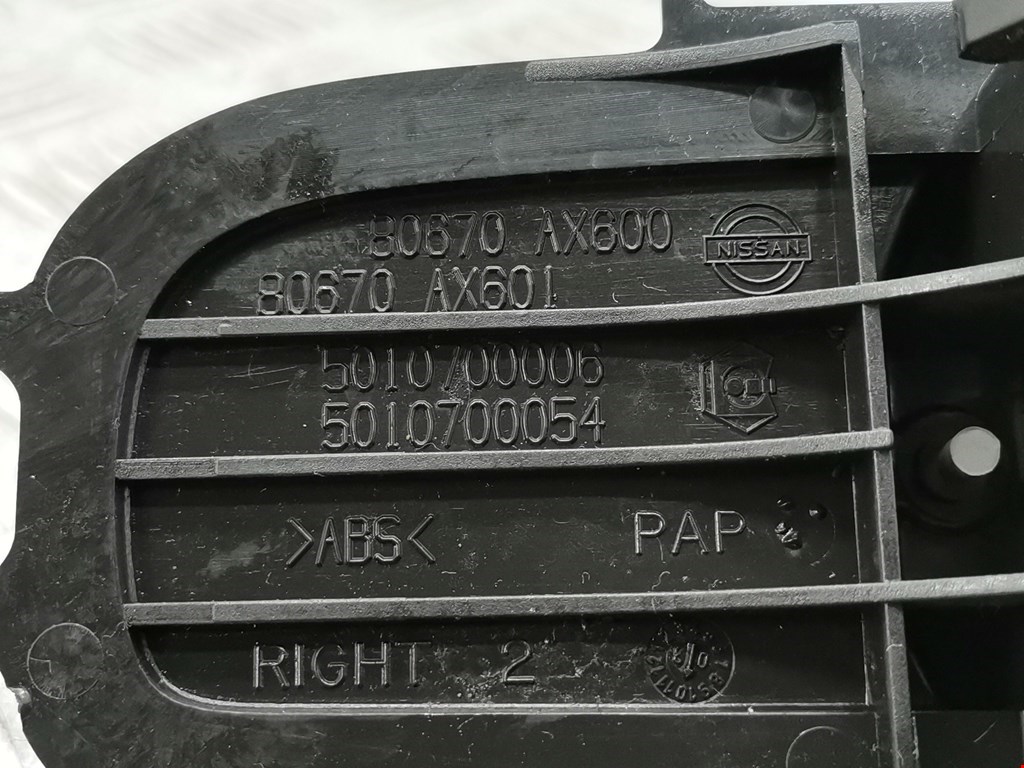 80670 AX600
NISSAN
80670 AX601
5010700006
5010700054
>ABS<
PAP
RIGHT 2